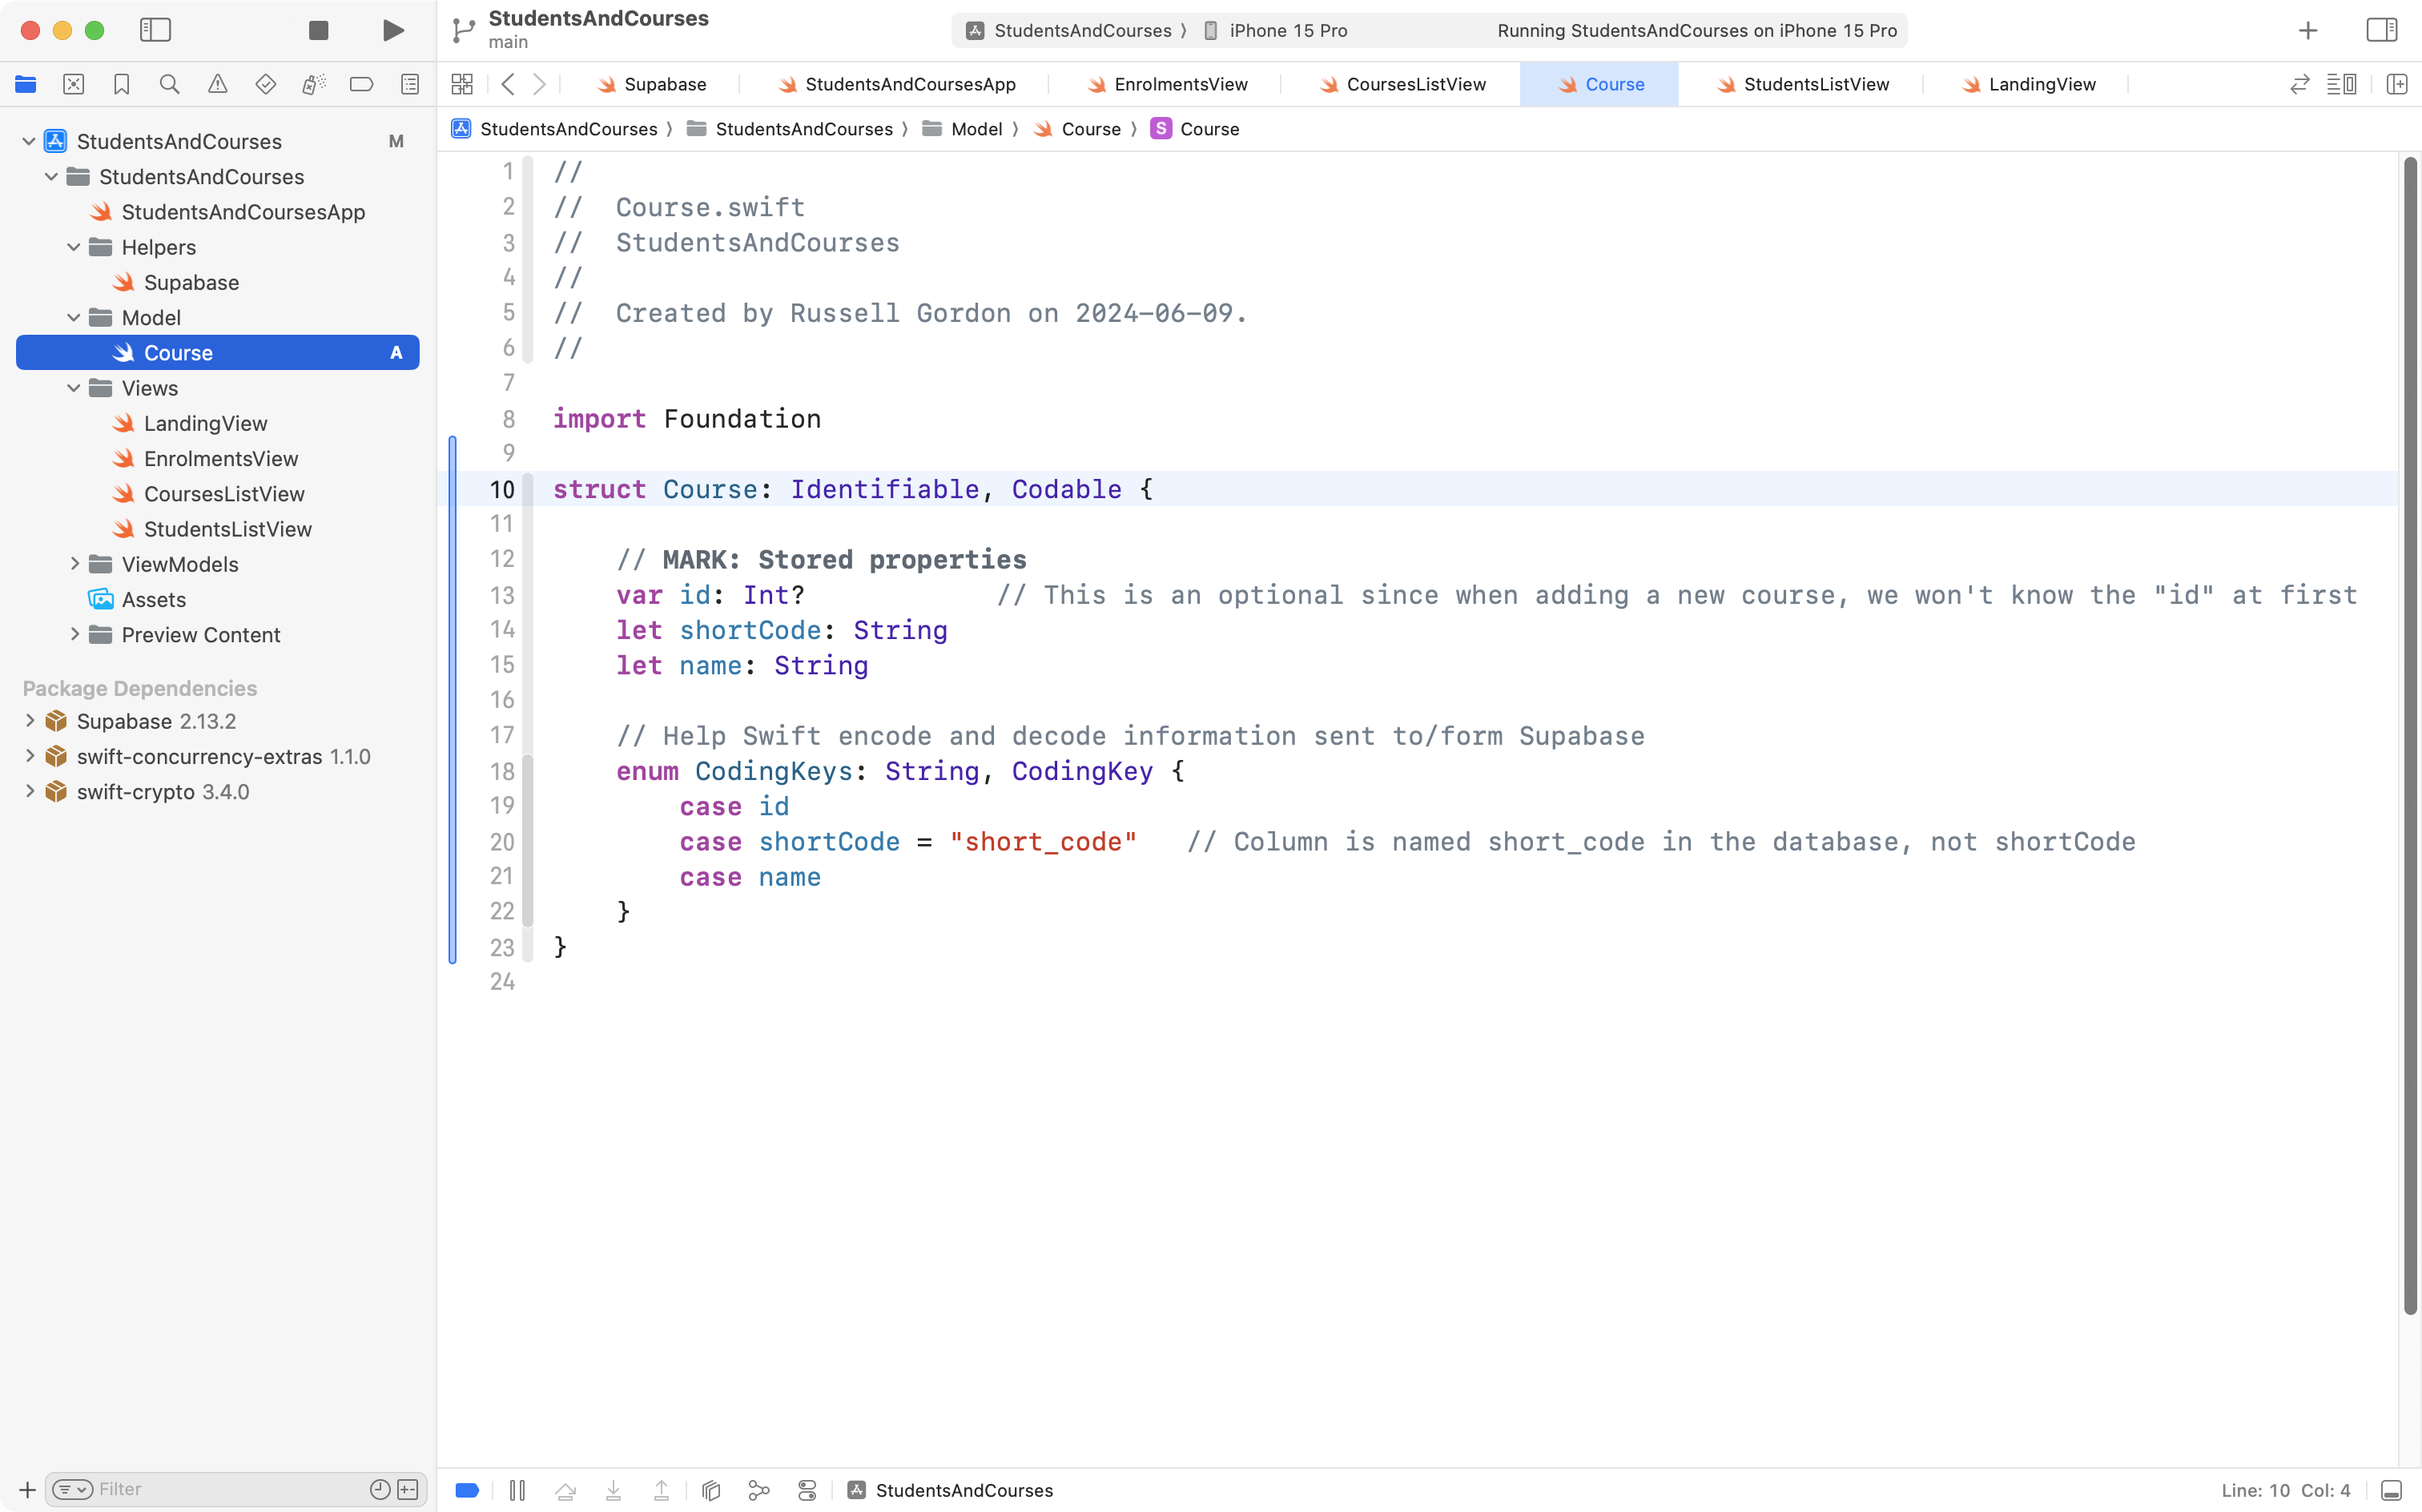 StudentsAndCourses
main
StudentsAndCourses 〉 iPhone 15 Pro
Running StudentsAndCourses on iPhone 15 Pro
Supabase
StudentsAndCoursesApp
EnrolmentsView
CoursesListView
Course
StudentsListView
LandingView
StudentsAndCourses 〉 StudentsAndCourses 〉 Model 〉 Course 〉 S Course
StudentsAndCourses M
StudentsAndCourses
StudentsAndCoursesApp
Helpers
Supabase
Model
Course A
Views
LandingView
EnrolmentsView
CoursesListView
StudentsListView
ViewModels
Assets
Preview Content
Package Dependencies
Supabase 2.13.2
swift-concurrency-extras 1.1.0
swift-crypto 3.4.0
Filter
1 //
2 //  Course.swift
3 //  StudentsAndCourses
4 //
5 //  Created by Russell Gordon on 2024-06-09.
6 //
7
8 import Foundation
9
10 struct Course: Identifiable, Codable {
11
12     // MARK: Stored properties
13     var id: Int?            // This is an optional since when adding a new course, we won't know the "id" at first
14     let shortCode: String
15     let name: String
16
17     // Help Swift encode and decode information sent to/form Supabase
18     enum CodingKeys: String, CodingKey {
19         case id
20         case shortCode = "short_code"   // Column is named short_code in the database, not shortCode
21         case name
22     }
23 }
24
StudentsAndCourses
Line: 10 Col: 4